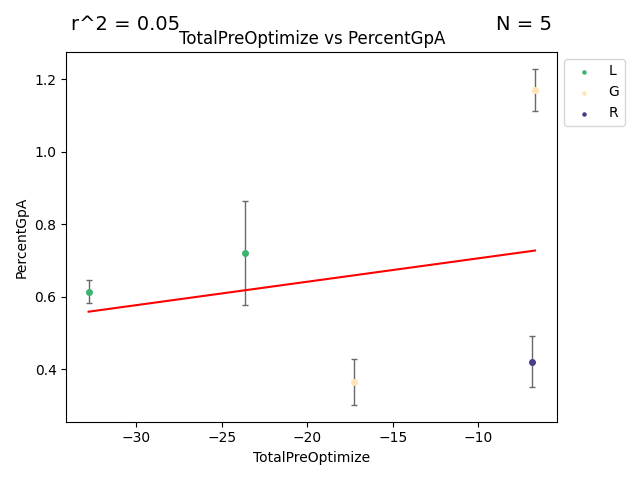 r^2 = 0.05
N = 5
TotalPreOptimize vs PercentGpA
L
G
R
1.2
1.0
0.8
0.6
0.4
PercentGpA
−30
−25
−20
−15
−10
TotalPreOptimize